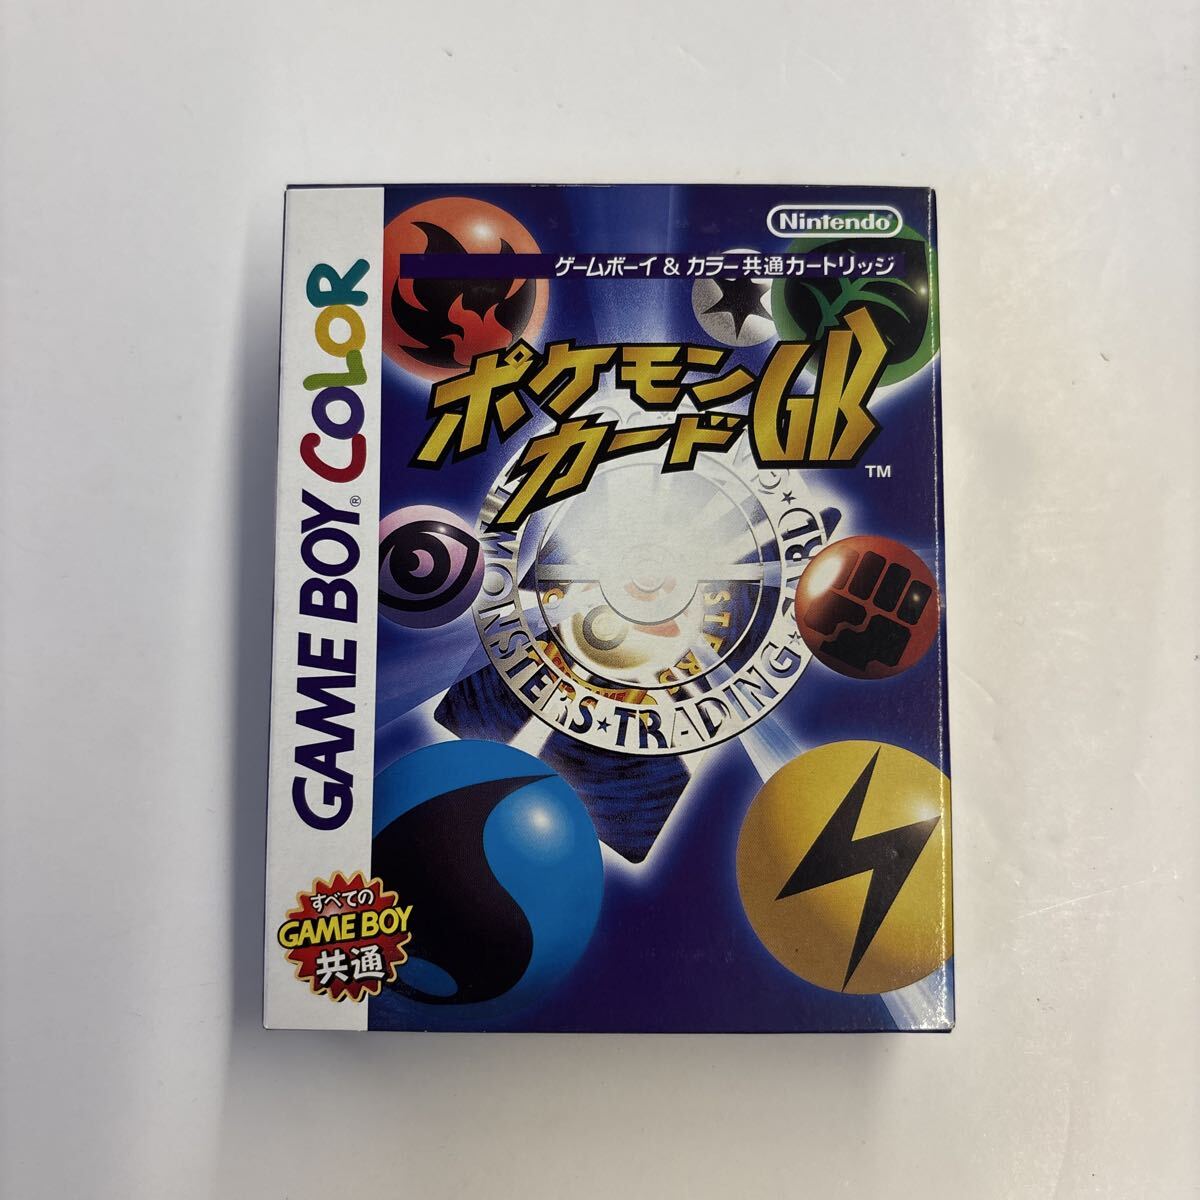 Nintendo
ゲームボーイ & カラー共通カートリッジ
ポケモン
カードGB
TM
GAME BOY® COLOR
MONSTERS★TRADING★CARD
STARS
すべての
GAME BOY
共通